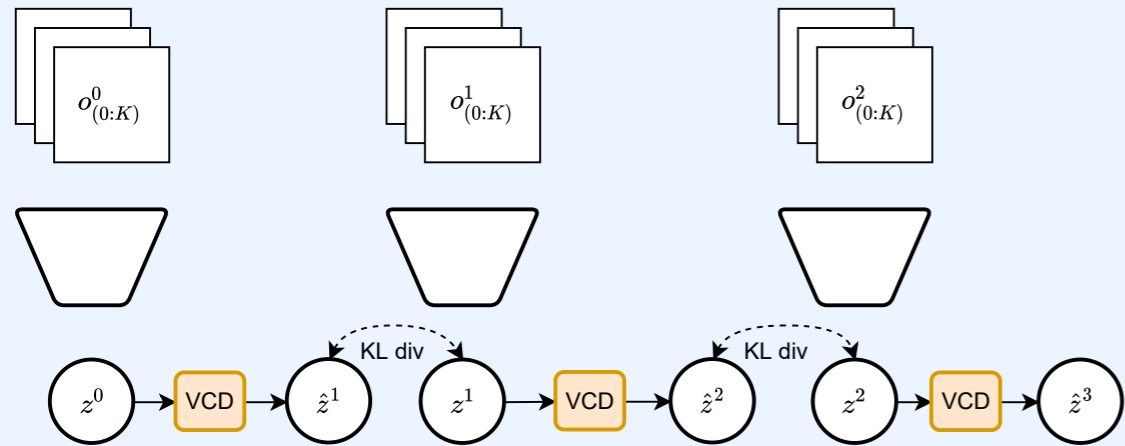 o^0_{(0:K)} o^1_{(0:K)} o^2_{(0:K)}
KL div KL div
z^0 VCD ẑ^1 z^1 VCD ẑ^2 z^2 VCD ẑ^3